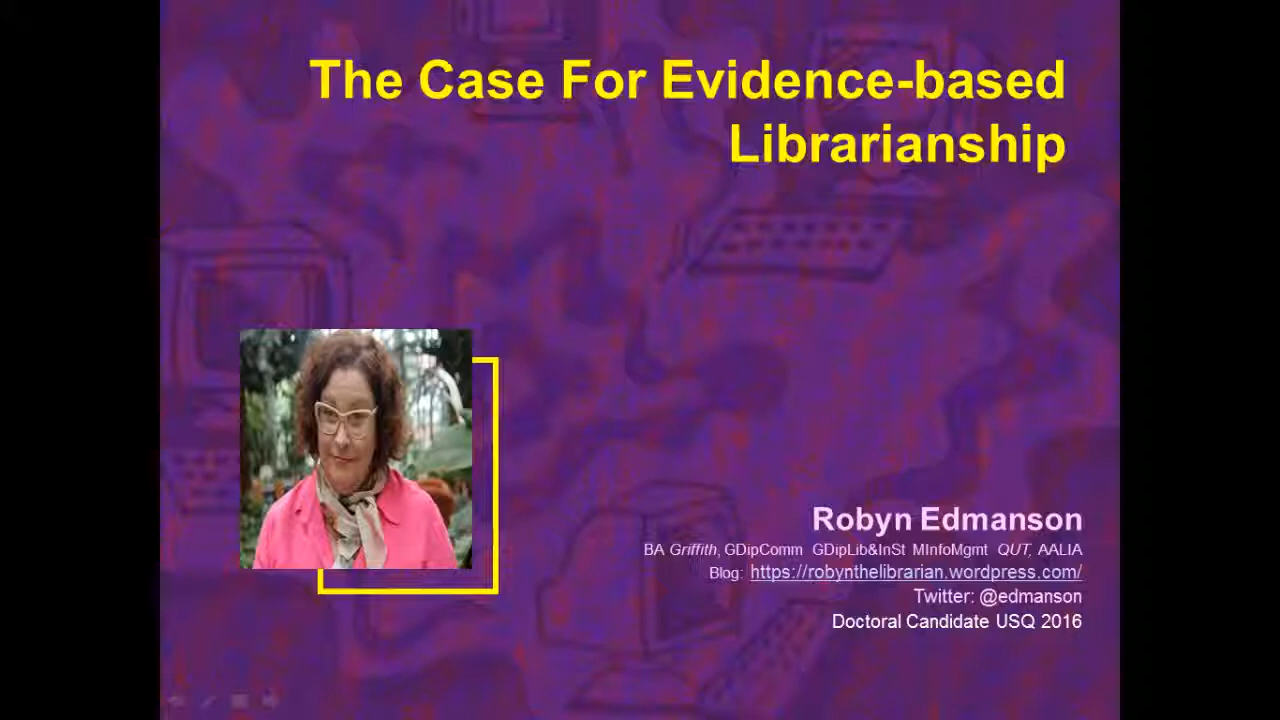 The Case For Evidence-based
Librarianship
Robyn Edmanson
BA Griffith, GDipComm GDipLib&InSt MInfoMgmt QUT, AALIA
Blog: https://robynthelibrarian.wordpress.com/
Twitter: @edmanson
Doctoral Candidate USQ 2016